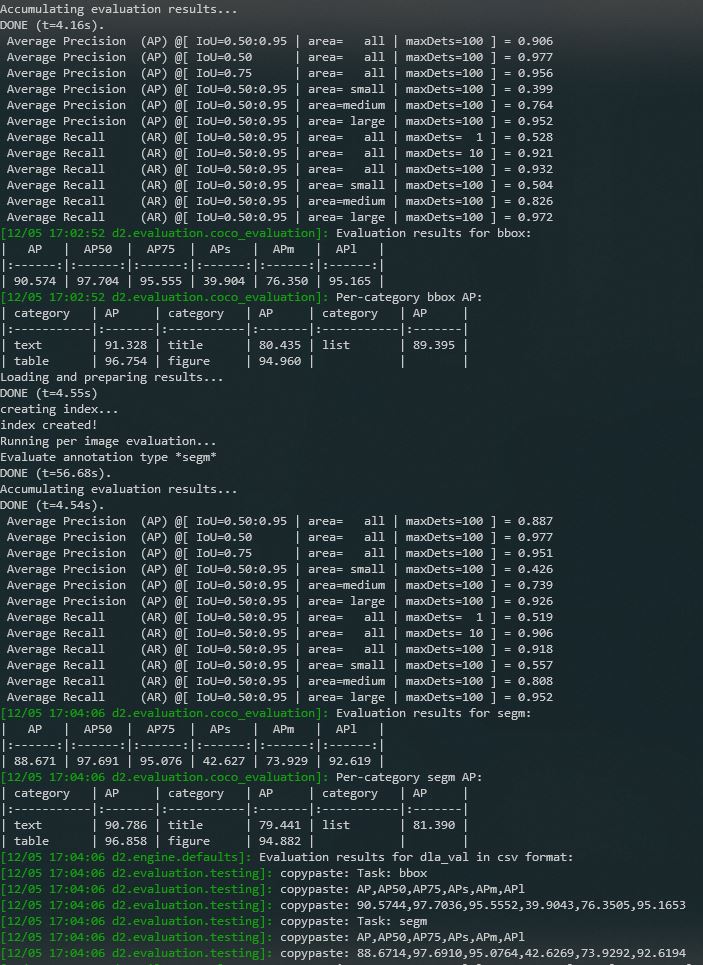 Accumulating evaluation results...
DONE (t=4.16s).
 Average Precision  (AP) @[ IoU=0.50:0.95 | area=   all | maxDets=100 ] = 0.906
 Average Precision  (AP) @[ IoU=0.50      | area=   all | maxDets=100 ] = 0.977
 Average Precision  (AP) @[ IoU=0.75      | area=   all | maxDets=100 ] = 0.956
 Average Precision  (AP) @[ IoU=0.50:0.95 | area= small | maxDets=100 ] = 0.399
 Average Precision  (AP) @[ IoU=0.50:0.95 | area=medium | maxDets=100 ] = 0.764
 Average Precision  (AP) @[ IoU=0.50:0.95 | area= large | maxDets=100 ] = 0.952
 Average Recall     (AR) @[ IoU=0.50:0.95 | area=   all | maxDets=  1 ] = 0.528
 Average Recall     (AR) @[ IoU=0.50:0.95 | area=   all | maxDets= 10 ] = 0.921
 Average Recall     (AR) @[ IoU=0.50:0.95 | area=   all | maxDets=100 ] = 0.932
 Average Recall     (AR) @[ IoU=0.50:0.95 | area= small | maxDets=100 ] = 0.504
 Average Recall     (AR) @[ IoU=0.50:0.95 | area=medium | maxDets=100 ] = 0.826
 Average Recall     (AR) @[ IoU=0.50:0.95 | area= large | maxDets=100 ] = 0.972
[12/05 17:02:52 d2.evaluation.coco_evaluation]: Evaluation results for bbox:
|   AP   |  AP50  |  AP75  |  APs   |  APm   |  APl   |
|:------:|:------:|:------:|:------:|:------:|:------:|
| 90.574 | 97.704 | 95.555 | 39.904 | 76.350 | 95.165 |
[12/05 17:02:52 d2.evaluation.coco_evaluation]: Per-category bbox AP:
| category   | AP     | category   | AP     | category   | AP     |
|:-----------|:-------|:-----------|:-------|:-----------|:-------|
| text       | 91.328 | title      | 80.435 | list       | 89.395 |
| table      | 96.754 | figure     | 94.960 |            |        |
Loading and preparing results...
DONE (t=4.55s)
creating index...
index created!
Running per image evaluation...
Evaluate annotation type *segm*
DONE (t=56.68s).
Accumulating evaluation results...
DONE (t=4.54s).
 Average Precision  (AP) @[ IoU=0.50:0.95 | area=   all | maxDets=100 ] = 0.887
 Average Precision  (AP) @[ IoU=0.50      | area=   all | maxDets=100 ] = 0.977
 Average Precision  (AP) @[ IoU=0.75      | area=   all | maxDets=100 ] = 0.951
 Average Precision  (AP) @[ IoU=0.50:0.95 | area= small | maxDets=100 ] = 0.426
 Average Precision  (AP) @[ IoU=0.50:0.95 | area=medium | maxDets=100 ] = 0.739
 Average Precision  (AP) @[ IoU=0.50:0.95 | area= large | maxDets=100 ] = 0.926
 Average Recall     (AR) @[ IoU=0.50:0.95 | area=   all | maxDets=  1 ] = 0.519
 Average Recall     (AR) @[ IoU=0.50:0.95 | area=   all | maxDets= 10 ] = 0.906
 Average Recall     (AR) @[ IoU=0.50:0.95 | area=   all | maxDets=100 ] = 0.918
 Average Recall     (AR) @[ IoU=0.50:0.95 | area= small | maxDets=100 ] = 0.557
 Average Recall     (AR) @[ IoU=0.50:0.95 | area=medium | maxDets=100 ] = 0.808
 Average Recall     (AR) @[ IoU=0.50:0.95 | area= large | maxDets=100 ] = 0.952
[12/05 17:04:06 d2.evaluation.coco_evaluation]: Evaluation results for segm:
|   AP   |  AP50  |  AP75  |  APs   |  APm   |  APl   |
|:------:|:------:|:------:|:------:|:------:|:------:|
| 88.671 | 97.691 | 95.076 | 42.627 | 73.929 | 92.619 |
[12/05 17:04:06 d2.evaluation.coco_evaluation]: Per-category segm AP:
| category   | AP     | category   | AP     | category   | AP     |
|:-----------|:-------|:-----------|:-------|:-----------|:-------|
| text       | 90.786 | title      | 79.441 | list       | 81.390 |
| table      | 96.858 | figure     | 94.882 |            |        |
[12/05 17:04:06 d2.engine.defaults]: Evaluation results for dla_val in csv format:
[12/05 17:04:06 d2.evaluation.testing]: copypaste: Task: bbox
[12/05 17:04:06 d2.evaluation.testing]: copypaste: AP,AP50,AP75,APs,APm,APl
[12/05 17:04:06 d2.evaluation.testing]: copypaste: 90.5744,97.7036,95.5552,39.9043,76.3505,95.1653
[12/05 17:04:06 d2.evaluation.testing]: copypaste: Task: segm
[12/05 17:04:06 d2.evaluation.testing]: copypaste: AP,AP50,AP75,APs,APm,APl
[12/05 17:04:06 d2.evaluation.testing]: copypaste: 88.6714,97.6910,95.0764,42.6269,73.9292,92.6194